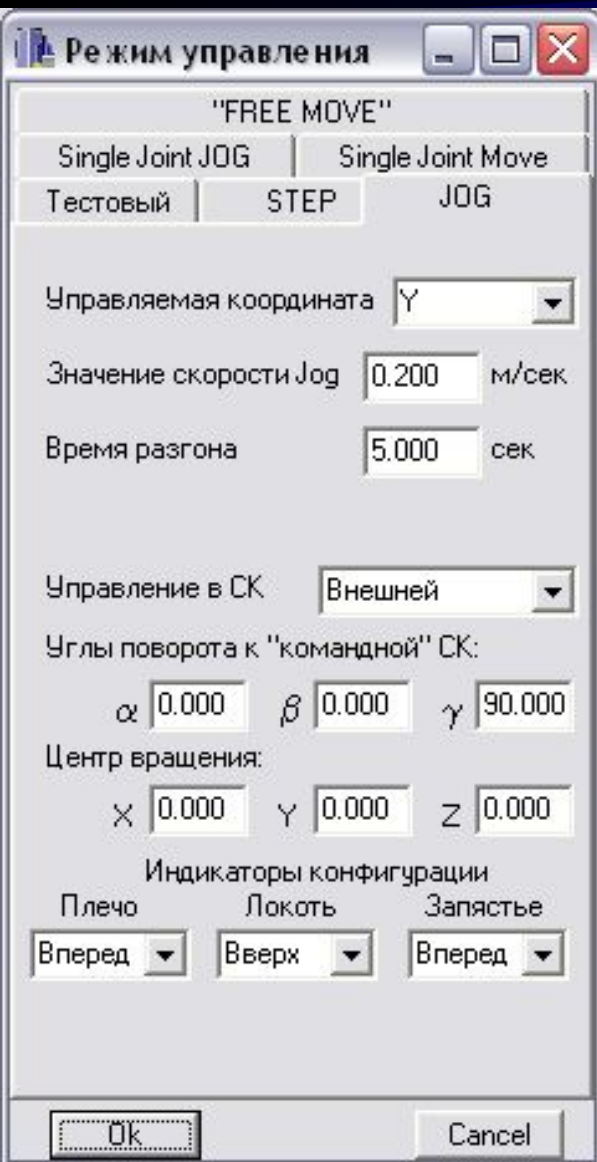 Режим управления
"FREE MOVE"
Single Joint JOG Single Joint Move
Тестовый STEP JOG
Управляемая координата Y
Значение скорости Jog 0.200 м/сек
Время разгона 5.000 сек
Управление в СК Внешней
Углы поворота к "командной" СК:
α 0.000 β 0.000 γ 90.000
Центр вращения:
X 0.000 Y 0.000 Z 0.000
Индикаторы конфигурации
Плечо Локоть Запястье
Вперед Вверх Вперед
Ok Cancel